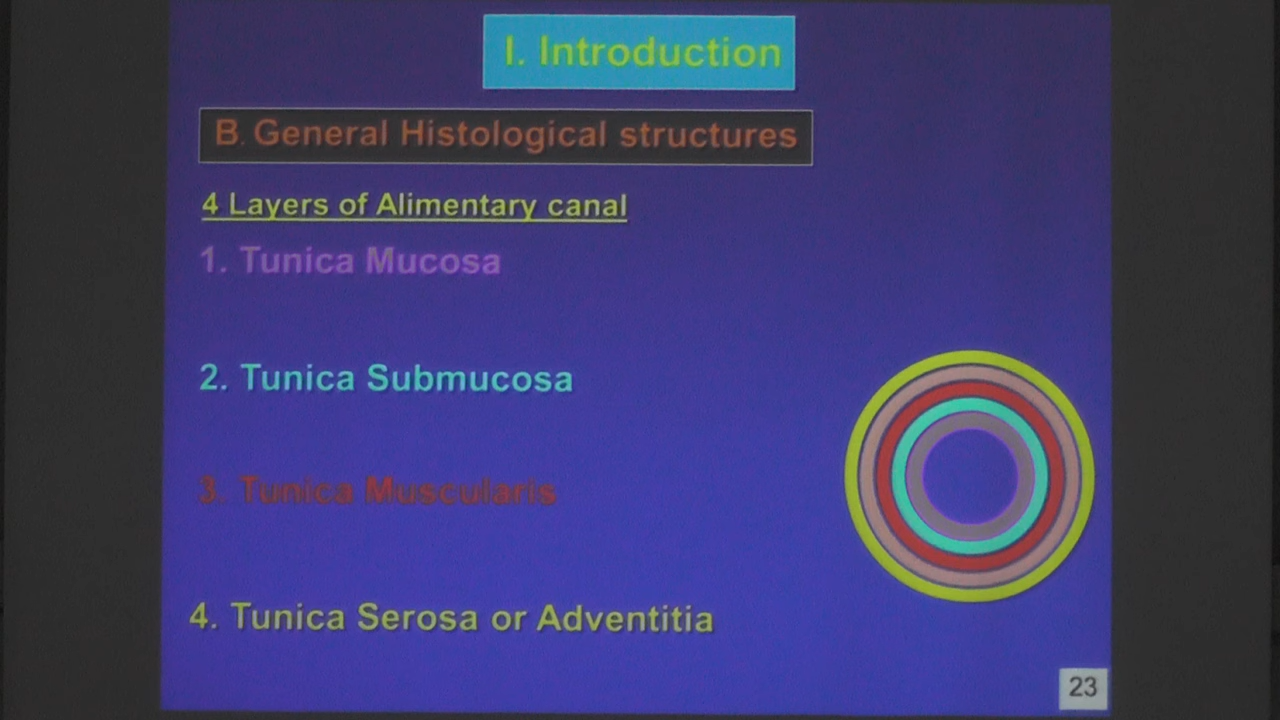 I. Introduction
B. General Histological structures
4 Layers of Alimentary canal
1. Tunica Mucosa
2. Tunica Submucosa
3. Tunica Muscularis
4. Tunica Serosa or Adventitia
23